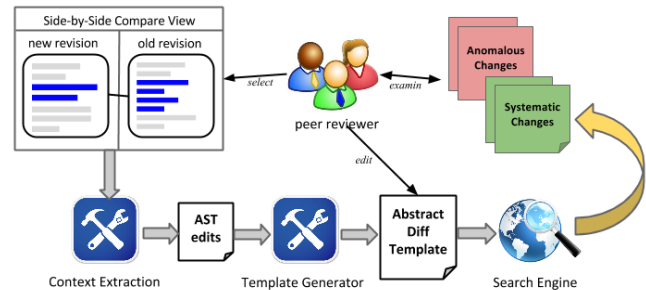 Side-by-Side Compare View
new revision
old revision
select
peer reviewer
examin
Anomalous
Changes
Systematic
Changes
edit
AST
edits
Abstract
Diff
Template
Context Extraction
Template Generator
Search Engine